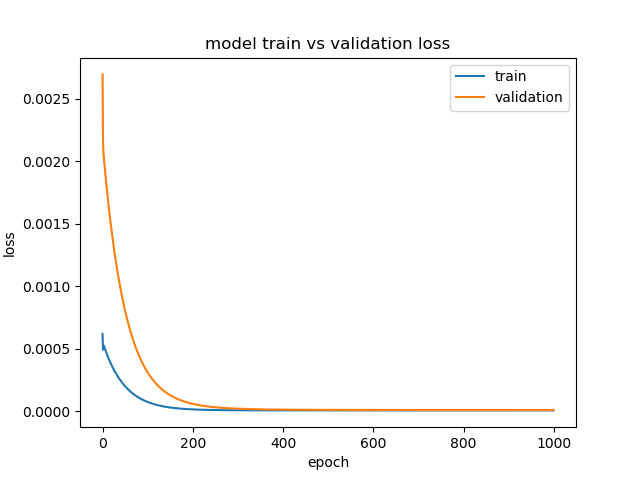 model train vs validation loss
train
validation
loss
0.0025
0.0020
0.0015
0.0010
0.0005
0.0000
0 200 400 600 800 1000
epoch